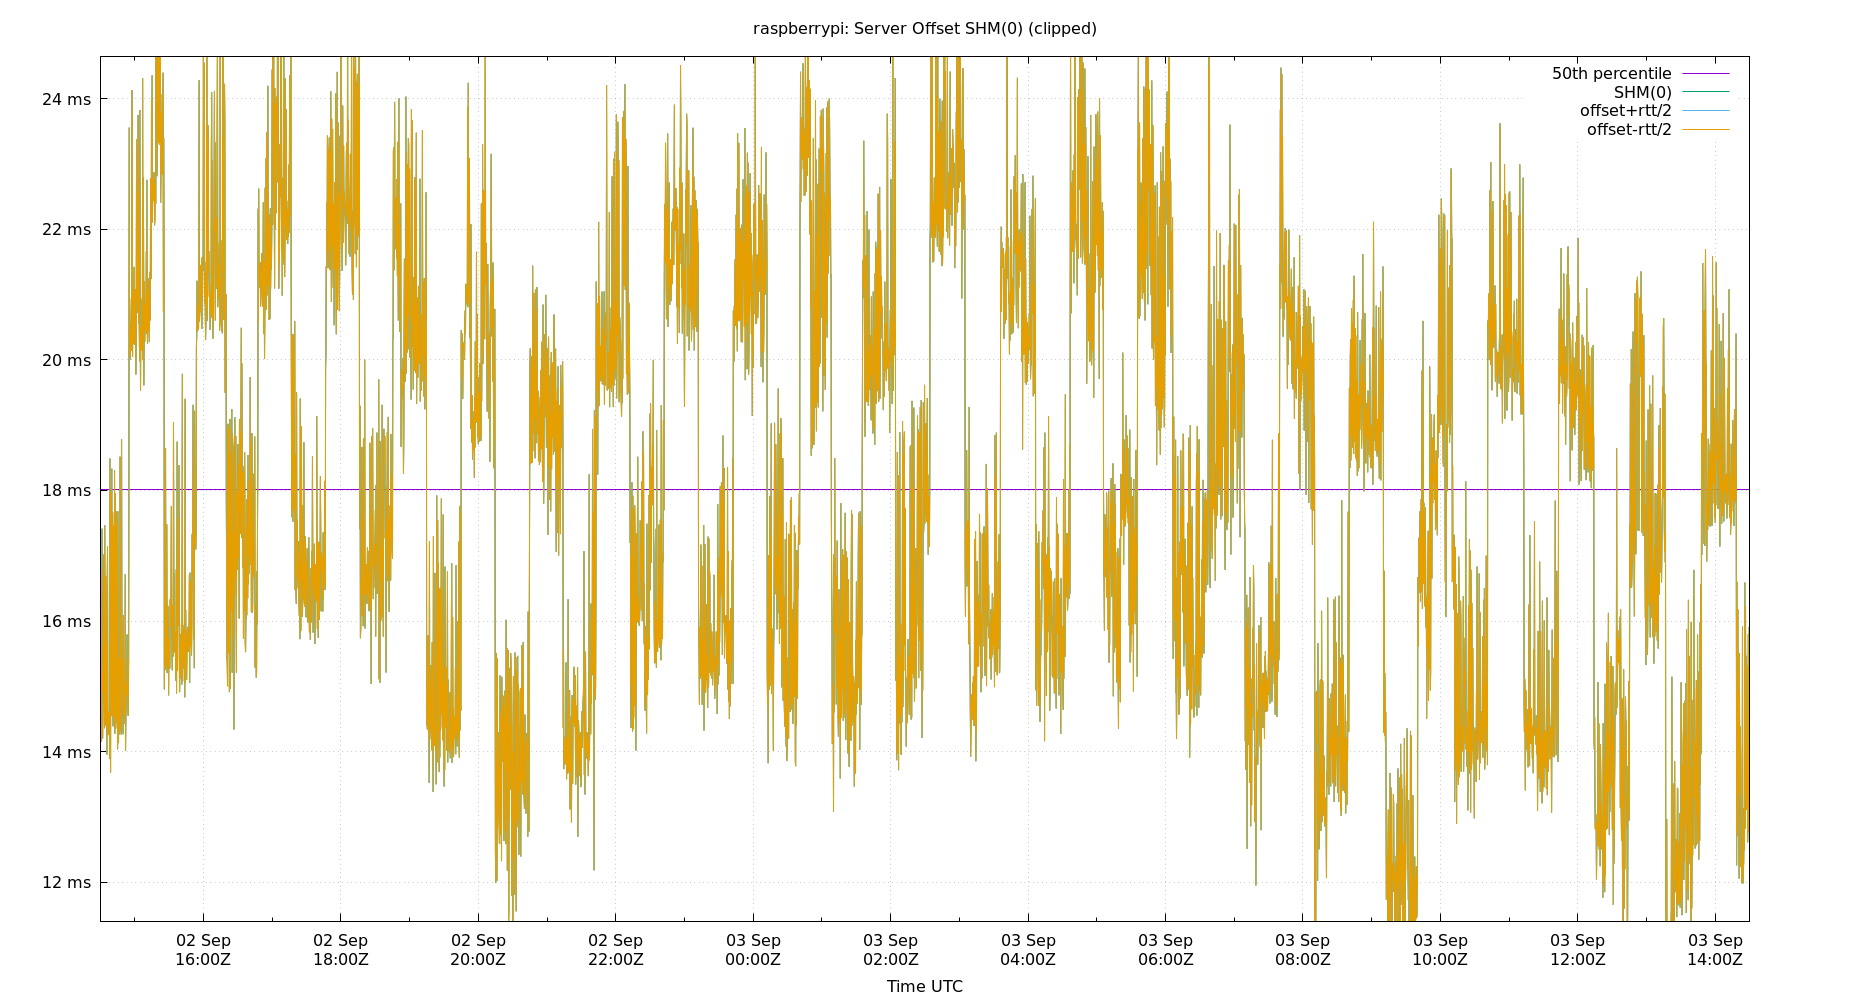 raspberrypi: Server Offset SHM(0) (clipped)
50th percentile
SHM(0)
offset+rtt/2
offset-rtt/2
24 ms
22 ms
20 ms
18 ms
16 ms
14 ms
12 ms
02 Sep 02 Sep 02 Sep 02 Sep 03 Sep 03 Sep 03 Sep 03 Sep 03 Sep 03 Sep 03 Sep 03 Sep
16:00Z 18:00Z 20:00Z 22:00Z 00:00Z 02:00Z 04:00Z 06:00Z 08:00Z 10:00Z 12:00Z 14:00Z
Time UTC